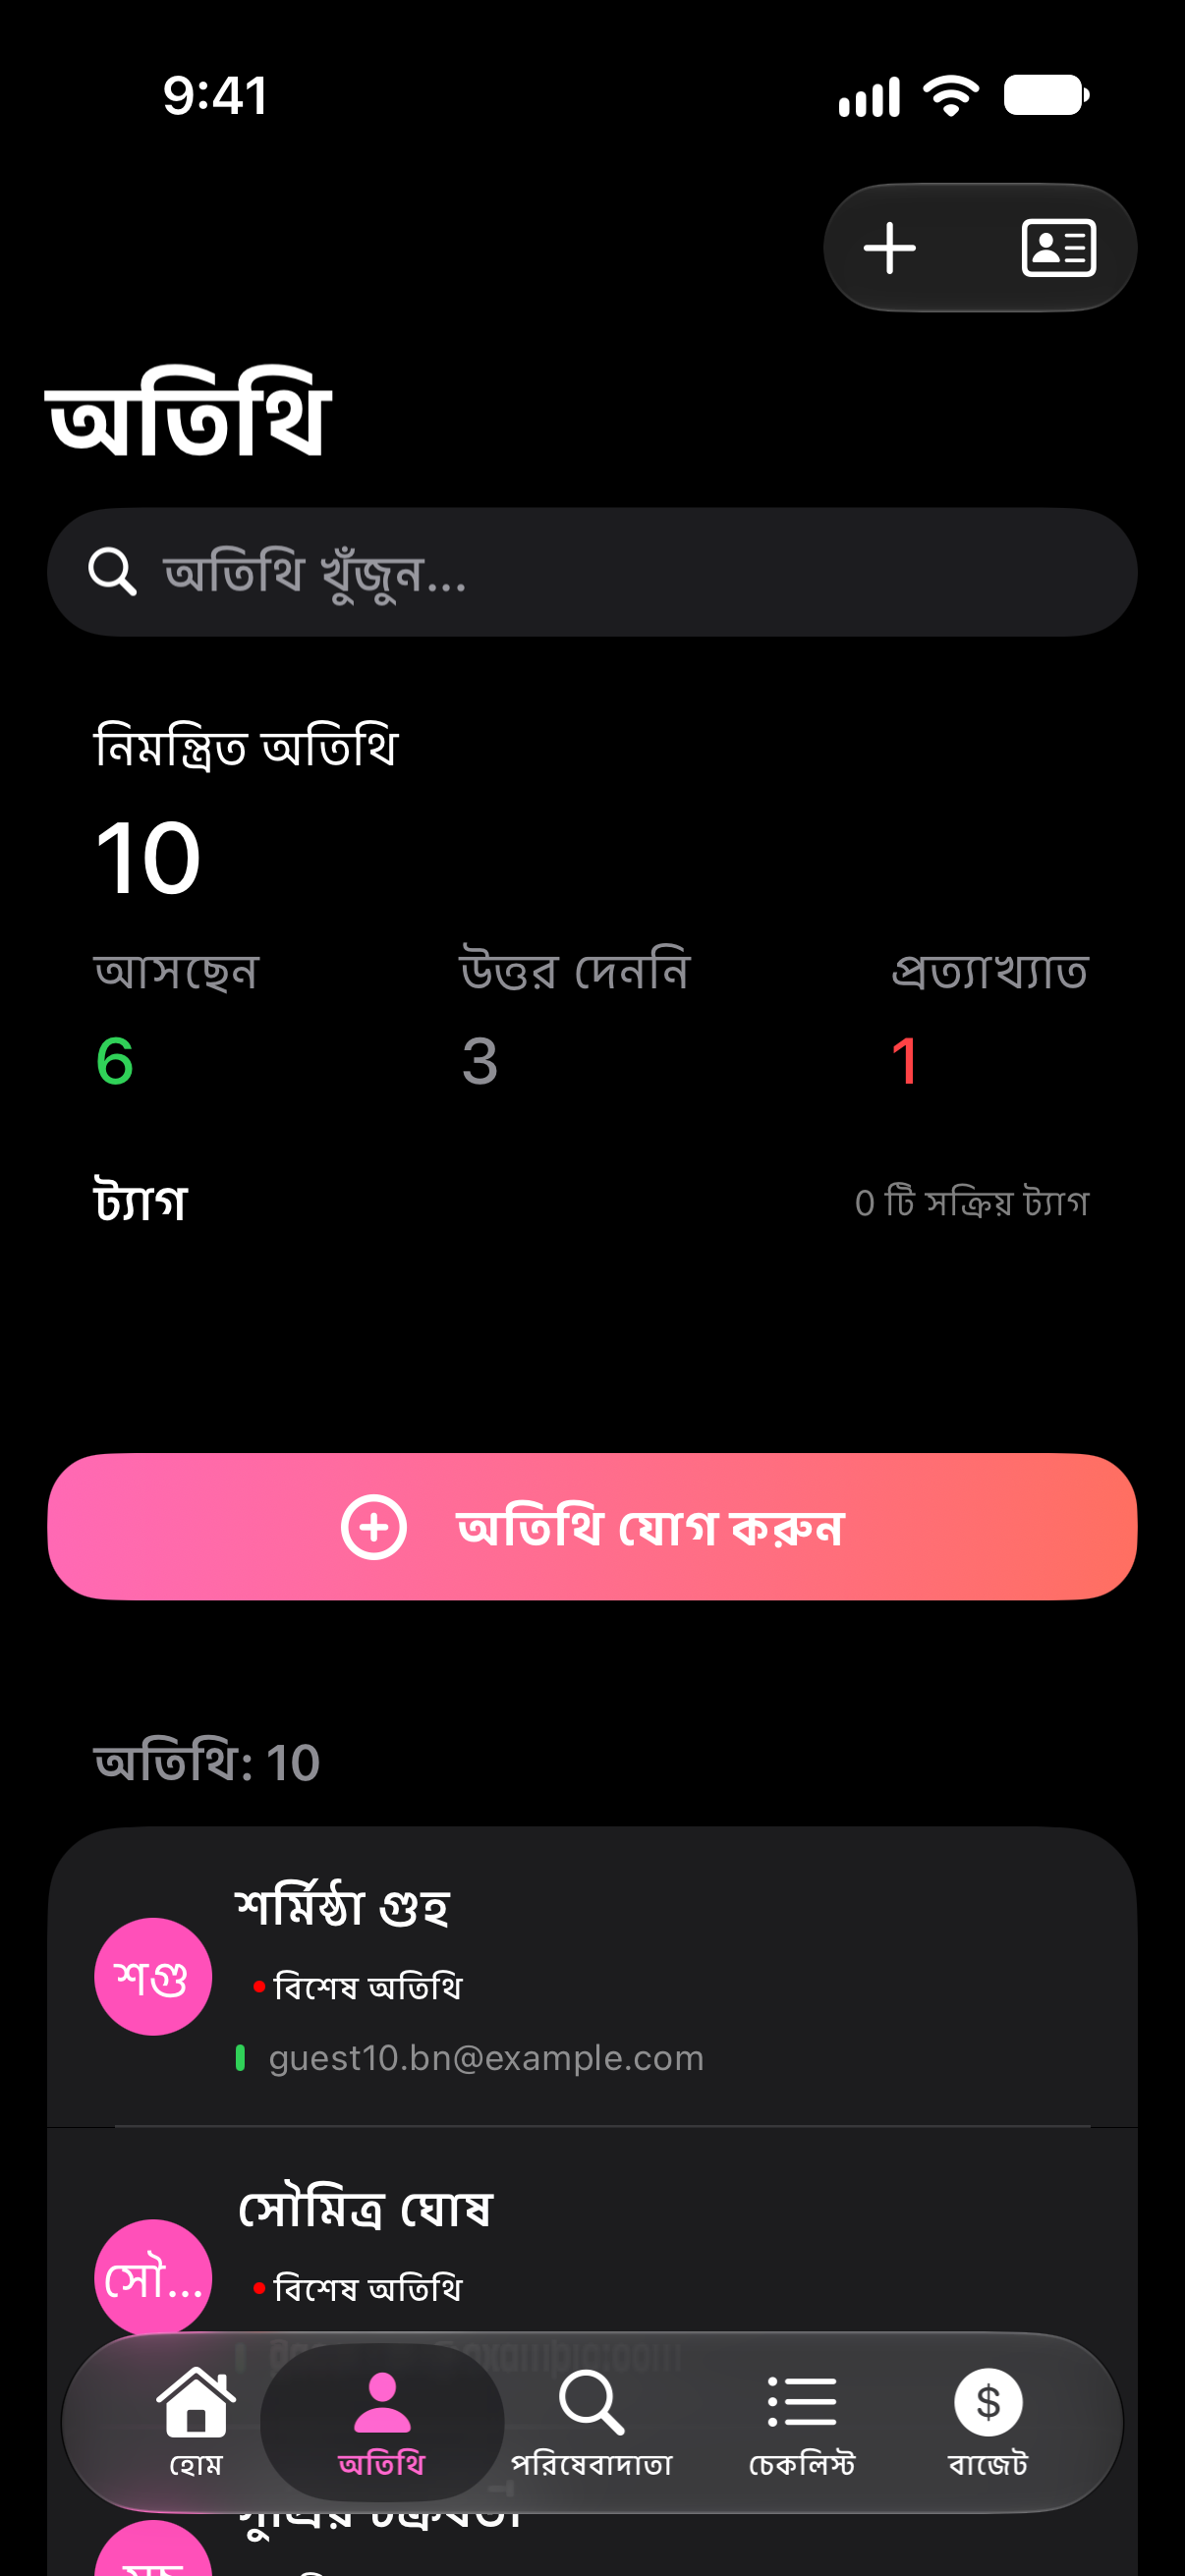 9:41
অতিথি
অতিথি খুঁজুন...
নিমন্ত্রিত অতিথি
10
আসছেন
উত্তর দেননি
প্রত্যাখ্যাত
6
3
1
ট্যাগ
0 টি সক্রিয় ট্যাগ
অতিথি যোগ করুন
অতিথি: 10
শগু
শর্মিষ্ঠা গুহ
বিশেষ অতিথি
guest10.bn@example.com
সৌ...
সৌমিত্র ঘোষ
বিশেষ অতিথি
হোম
অতিথি
পরিষেবাদাতা
চেকলিস্ট
বাজেট